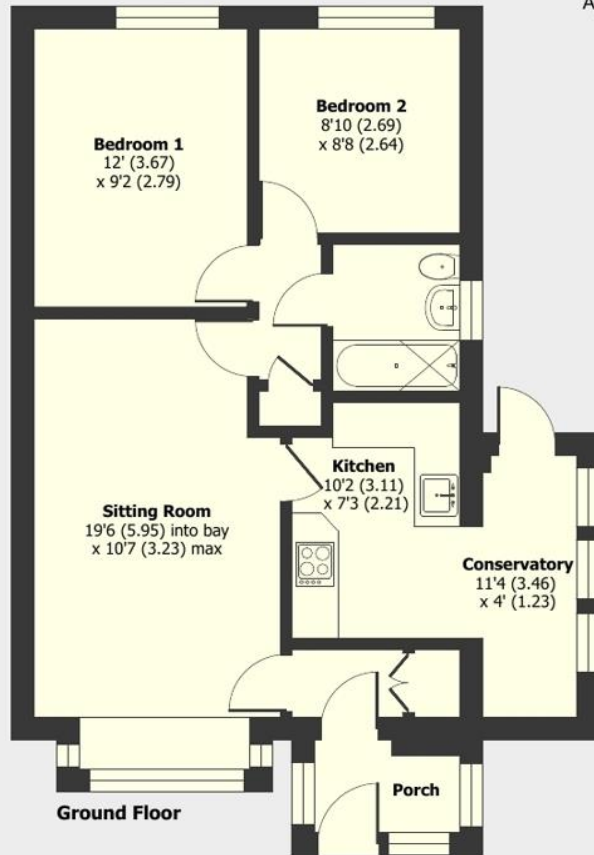 A
Bedroom 1
12' (3.67)
x 9'2 (2.79)
Bedroom 2
8'10 (2.69)
x 8'8 (2.64)
Kitchen
10'2 (3.11)
x 7'3 (2.21)
Sitting Room
19'6 (5.95) into bay
x 10'7 (3.23) max
Conservatory
11'4 (3.46)
x 4' (1.23)
Porch
Ground Floor